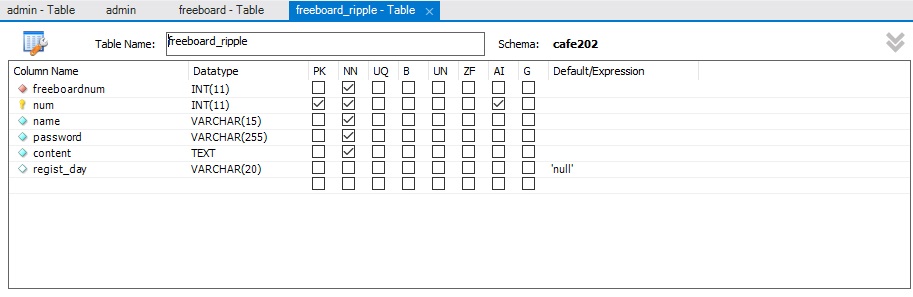 admin - Table admin freeboard - Table freeboard_ripple - Table ×
Table Name: freeboard_ripple Schema: cafe202
Column Name Datatype PK NN UQ B UN ZF AI G Default/Expression
freeboardnum INT(11)
num INT(11)
name VARCHAR(15)
password VARCHAR(255)
content TEXT
regist_day VARCHAR(20) 'null'